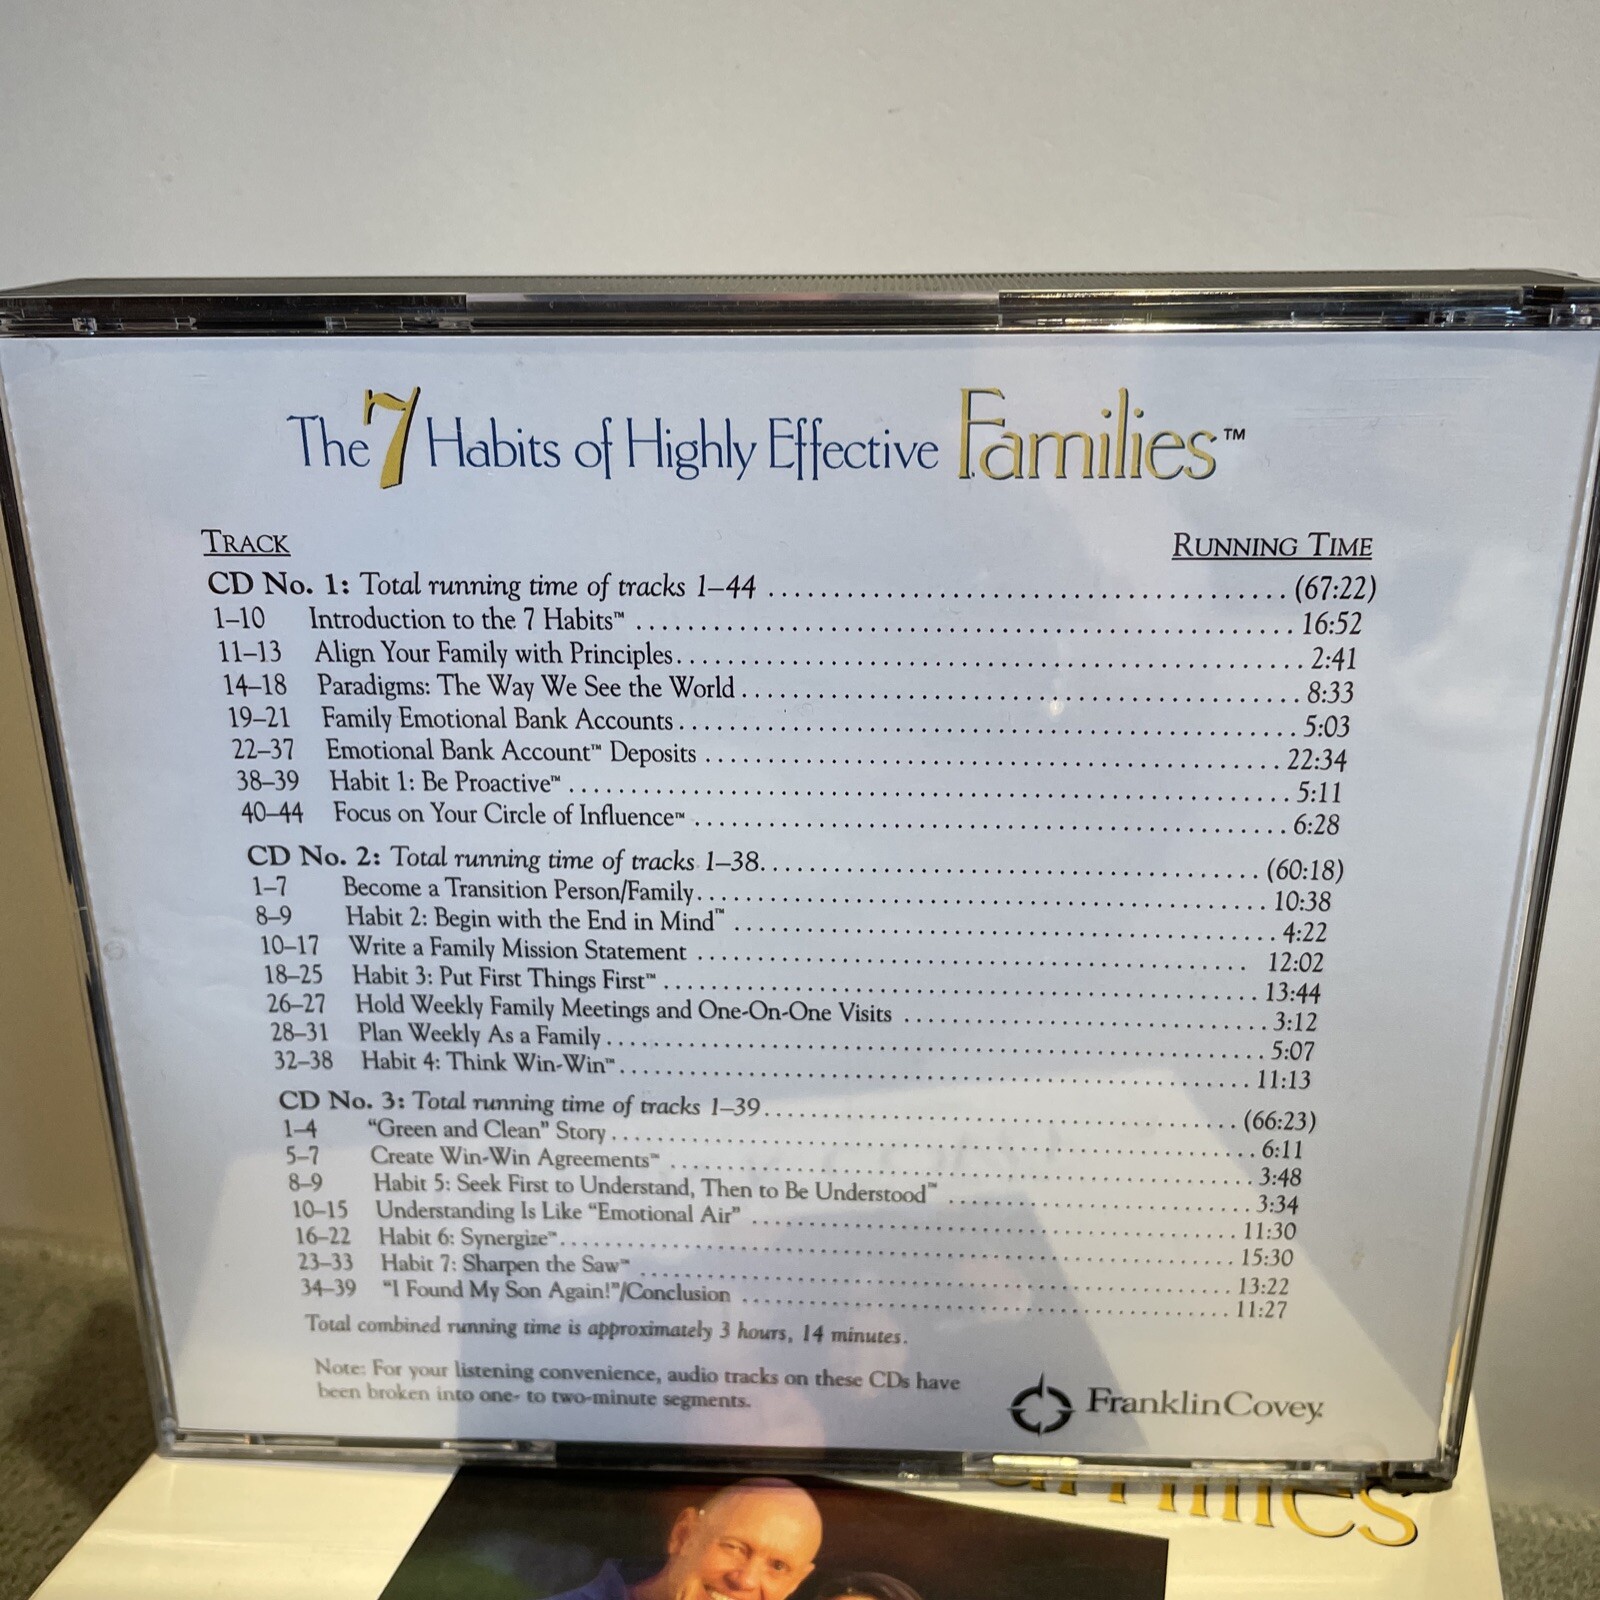 The 7 Habits of Highly Effective Families™
TRACK RUNNING TIME
CD No. 1: Total running time of tracks 1–44 (67:22)
1–10 Introduction to the 7 Habits™ 16:52
11–13 Align Your Family with Principles 2:41
14–18 Paradigms: The Way We See the World 8:33
19–21 Family Emotional Bank Accounts 5:03
22–37 Emotional Bank Account™ Deposits 22:34
38–39 Habit 1: Be Proactive™ 5:11
40–44 Focus on Your Circle of Influence™ 6:28
CD No. 2: Total running time of tracks 1–38 (60:18)
1–7 Become a Transition Person/Family 10:38
8–9 Habit 2: Begin with the End in Mind™ 4:22
10–17 Write a Family Mission Statement 12:02
18–25 Habit 3: Put First Things First™ 13:44
26–27 Hold Weekly Family Meetings and One-On-One Visits 3:12
28–31 Plan Weekly As a Family 5:07
32–38 Habit 4: Think Win-Win™ 11:13
CD No. 3: Total running time of tracks 1–39 (66:23)
1–4 “Green and Clean” Story 6:11
5–7 Create Win-Win Agreements™ 3:48
8–9 Habit 5: Seek First to Understand, Then to Be Understood™ 3:34
10–15 Understanding Is Like “Emotional Air” 11:30
16–22 Habit 6: Synergize™ 15:30
23–33 Habit 7: Sharpen the Saw™ 13:22
34–39 “I Found My Son Again!”/Conclusion 11:27
Total combined running time is approximately 3 hours, 14 minutes.
Note: For your listening convenience, audio tracks on these CDs have
been broken into one- to two-minute segments.
FranklinCovey.